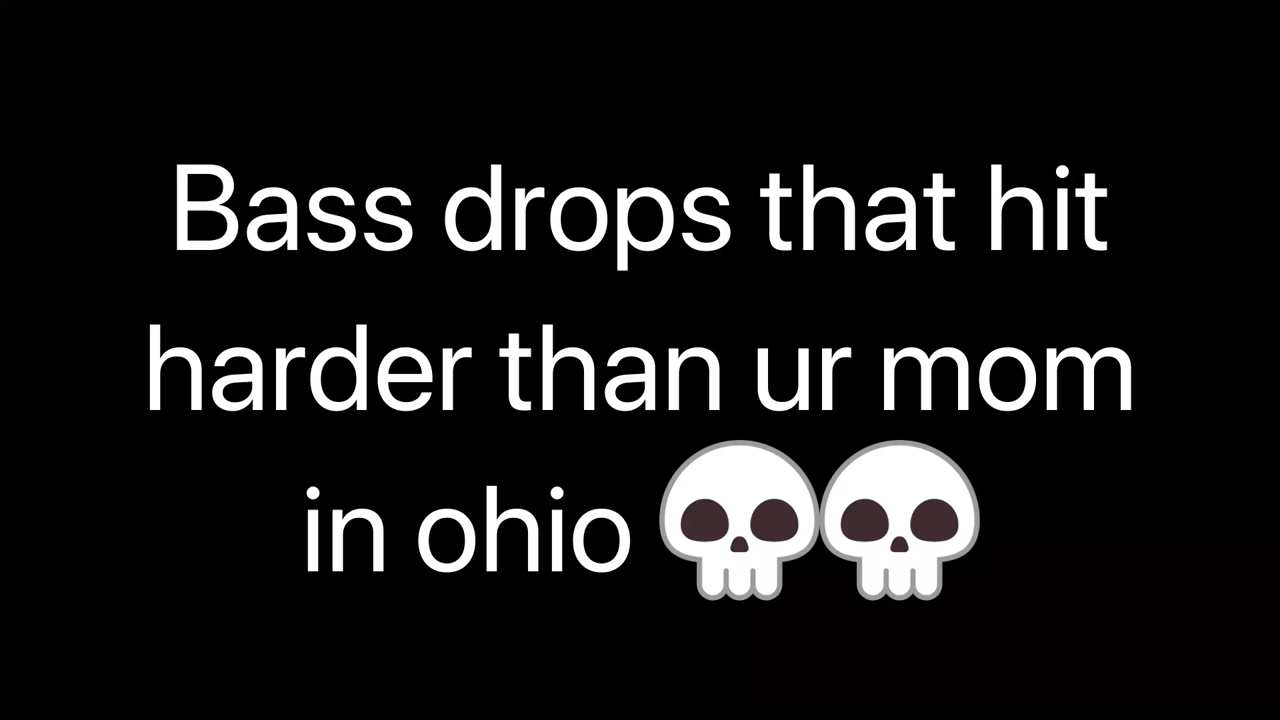 Bass drops that hit
harder than ur mom
in ohio 💀💀